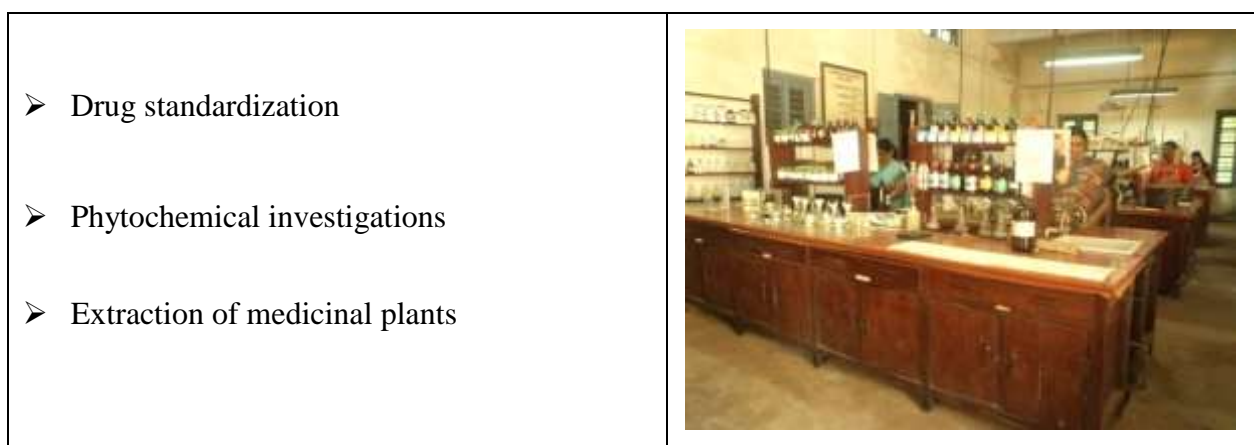 ➢ Drug standardization
➢ Phytochemical investigations
➢ Extraction of medicinal plants